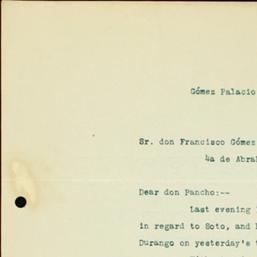 Gómez Palacio
Sr. don Francisco Gómez
4a de Abra
Dear don Pancho:--
Last evening
in regard to Soto, and
Durango on yesterday's